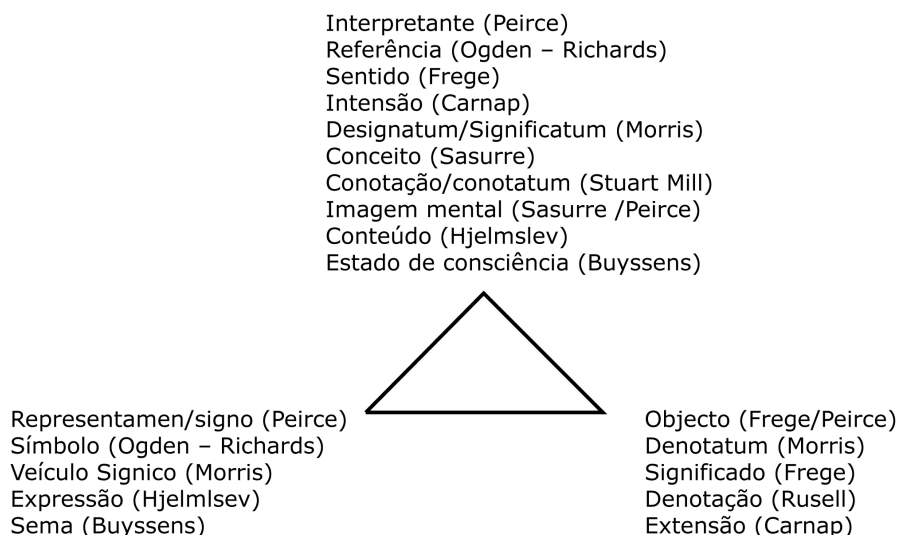 Interpretante (Peirce)
Referência (Ogden – Richards)
Sentido (Frege)
Intensão (Carnap)
Designatum/Significatum (Morris)
Conceito (Sasurre)
Conotação/conotatum (Stuart Mill)
Imagem mental (Sasurre /Peirce)
Conteúdo (Hjelmslev)
Estado de consciência (Buyssens)
Representamen/signo (Peirce)
Símbolo (Ogden – Richards)
Veículo Signico (Morris)
Expressão (Hjelmlsev)
Sema (Buyssens)
Objecto (Frege/Peirce)
Denotatum (Morris)
Significado (Frege)
Denotação (Rusell)
Extensão (Carnap)